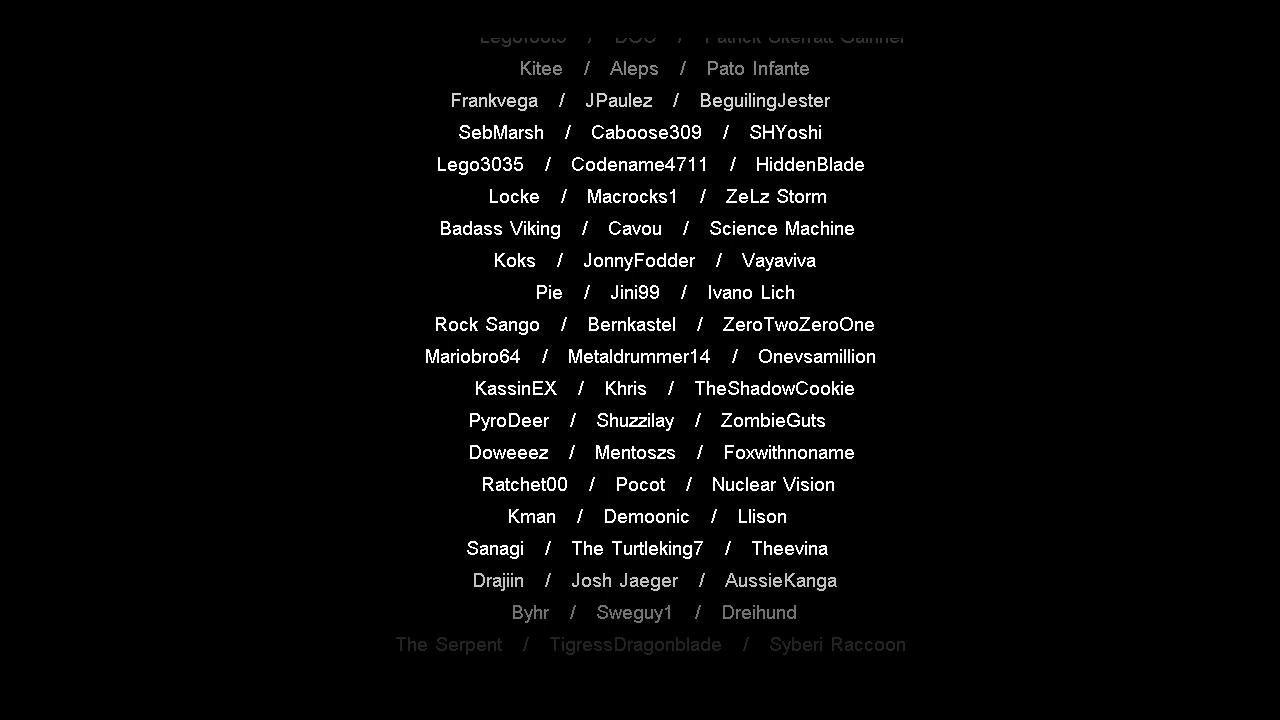 Kitee / Aleps / Pato Infante
Frankvega / JPaulez / BeguilingJester
SebMarsh / Caboose309 / SHYoshi
Lego3035 / Codename4711 / HiddenBlade
Locke / Macrocks1 / ZeLz Storm
Badass Viking / Cavou / Science Machine
Koks / JonnyFodder / Vayaviva
Pie / Jini99 / Ivano Lich
Rock Sango / Bernkastel / ZeroTwoZeroOne
Mariobro64 / Metaldrummer14 / Onevsamillion
KassinEX / Khris / TheShadowCookie
PyroDeer / Shuzzilay / ZombieGuts
Doweeez / Mentoszs / Foxwithnoname
Ratchet00 / Pocot / Nuclear Vision
Kman / Demoonic / Llison
Sanagi / The Turtleking7 / Theevina
Drajiin / Josh Jaeger / AussieKanga
Byhr / Sweguy1 / Dreihund
The Serpent / TigressDragonblade / Syberi Raccoon